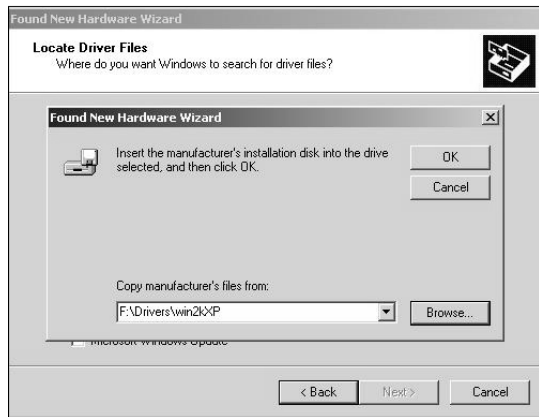 Found New Hardware Wizard
Locate Driver Files
Where do you want Windows to search for driver files?
Found New Hardware Wizard
Insert the manufacturer's installation disk into the drive
selected, and then click OK.
OK
Cancel
Copy manufacturer's files from:
F:\Drivers\win2kXP
Browse...
Microsoft Windows Update
< Back
Next >
Cancel